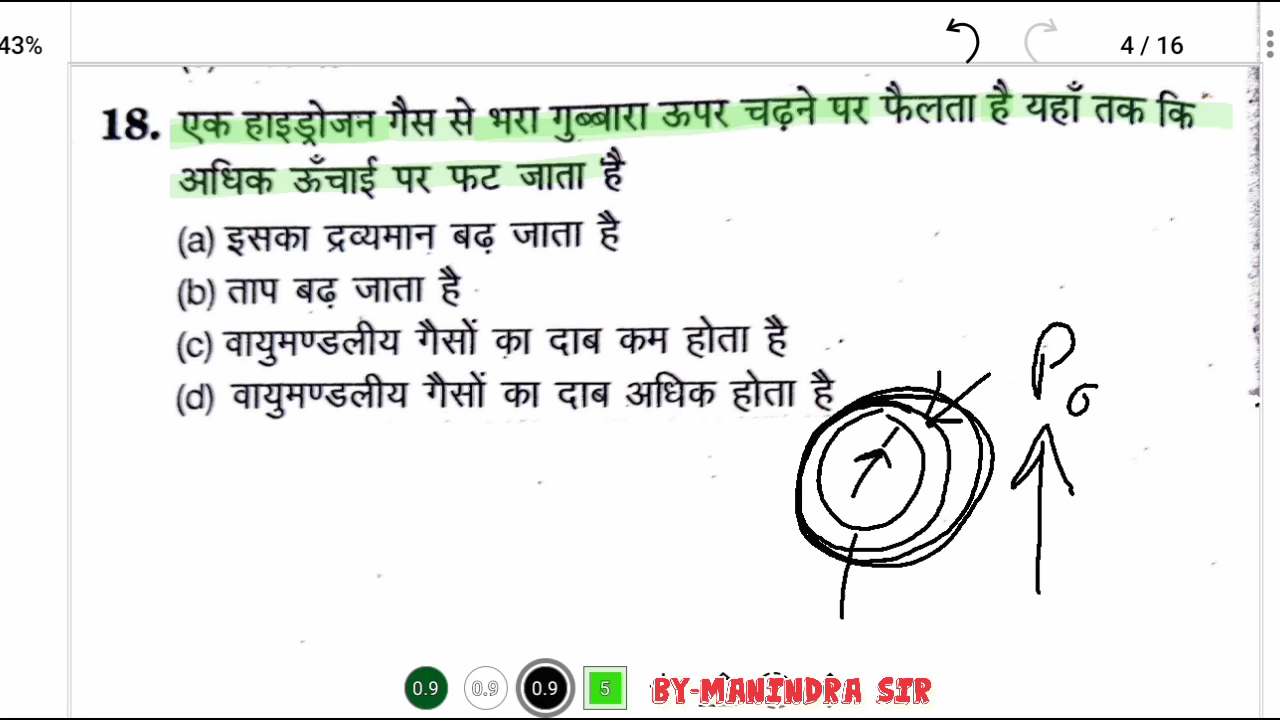 43%
4 / 16
18. एक हाइड्रोजन गैस से भरा गुब्बारा ऊपर चढ़ने पर फैलता है यहाँ तक कि
अधिक ऊँचाई पर फट जाता है
(a) इसका द्रव्यमान बढ़ जाता है
(b) ताप बढ़ जाता है
(c) वायुमण्डलीय गैसों का दाब कम होता है
(d) वायुमण्डलीय गैसों का दाब अधिक होता है
P
0.9 0.9 0.9 5 BY-MANINDRA SIR